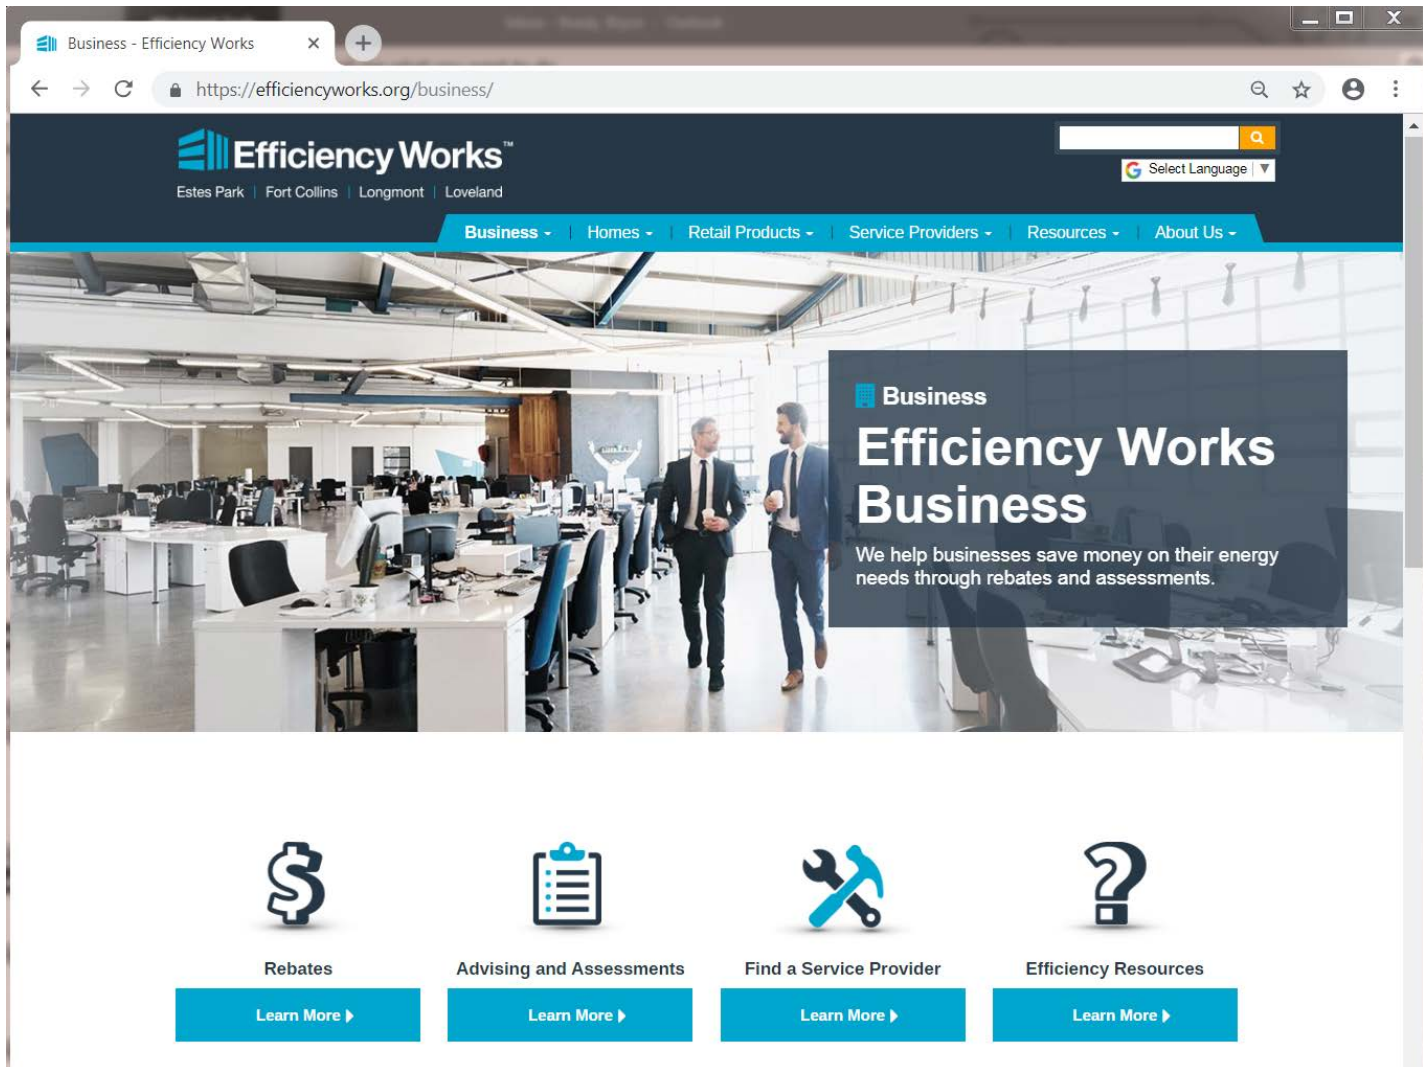 Business - Efficiency Works
https://efficiencyworks.org/business/
Efficiency Works™
Estes Park | Fort Collins | Longmont | Loveland
Select Language
Business
Homes
Retail Products
Service Providers
Resources
About Us
Business
Efficiency Works
Business
We help businesses save money on their energy
needs through rebates and assessments.
Rebates
Advising and Assessments
Find a Service Provider
Efficiency Resources
Learn More
Learn More
Learn More
Learn More